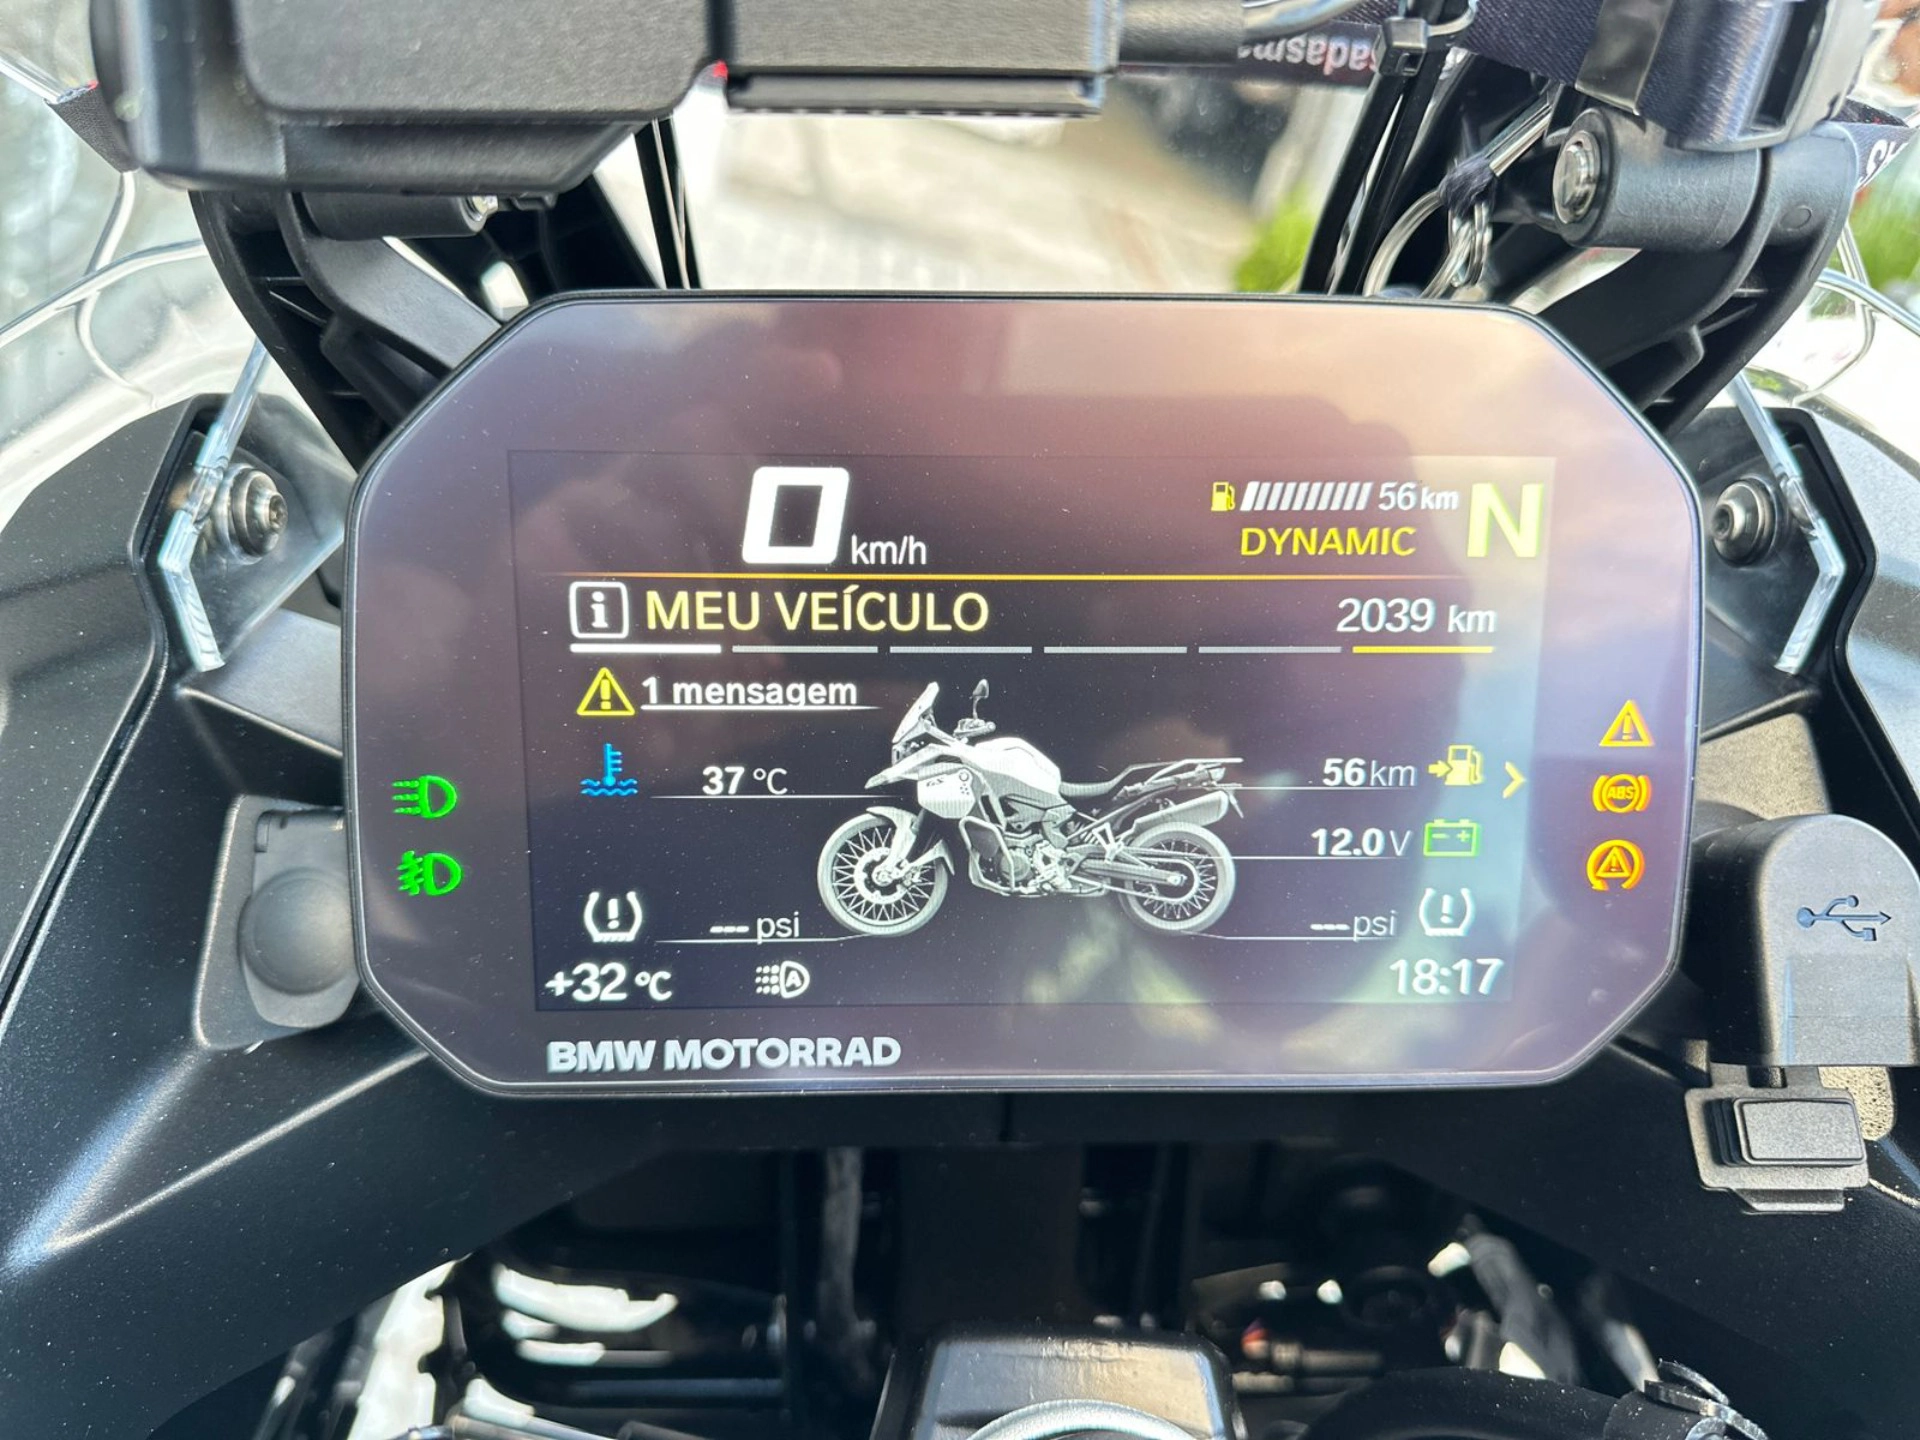 0 km/h
56 km
N
DYNAMIC
MEU VEÍCULO
2039 km
1 mensagem
37 °C
56 km
12.0 V
--- psi
--- psi
+32 °C
A
18:17
ABS
BMW MOTORRAD